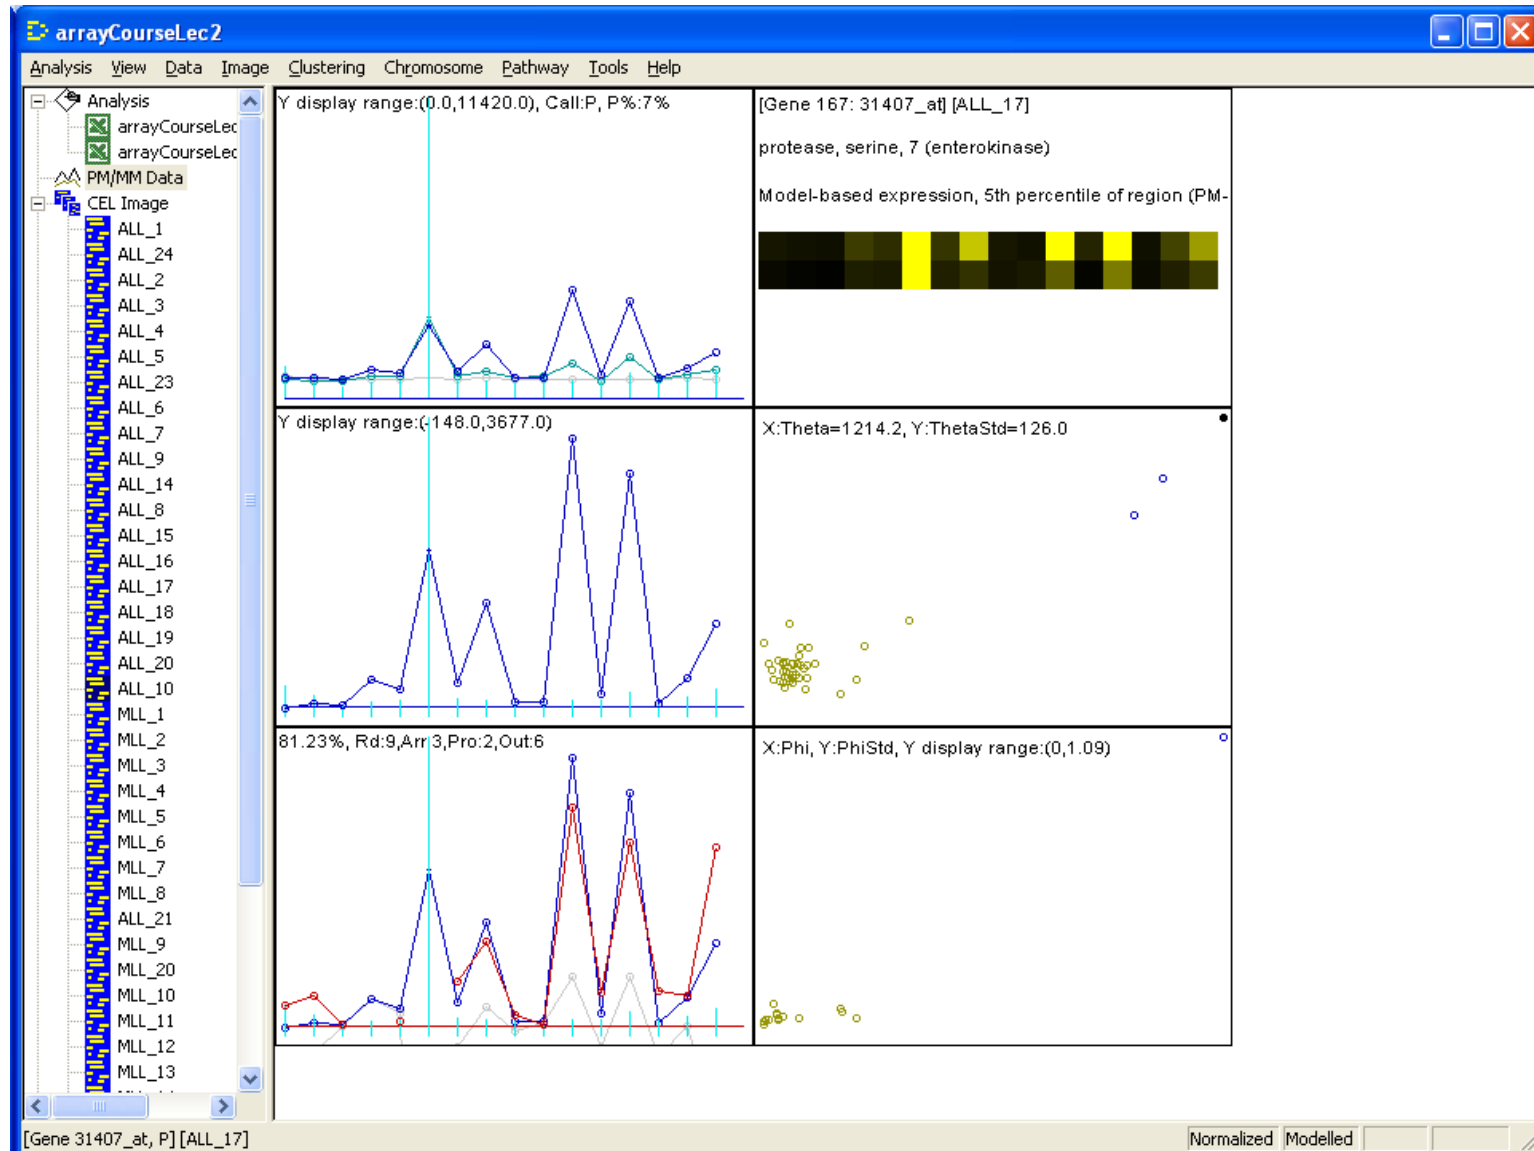 arrayCourseLec2
Analysis View Data Image Clustering Chromosome Pathway Tools Help
Analysis
arrayCourseLec
arrayCourseLec
PM/MM Data
CEL Image
ALL_1
ALL_24
ALL_2
ALL_3
ALL_4
ALL_5
ALL_23
ALL_6
ALL_7
ALL_9
ALL_14
ALL_8
ALL_15
ALL_16
ALL_17
ALL_18
ALL_19
ALL_20
ALL_10
MLL_1
MLL_2
MLL_3
MLL_4
MLL_5
MLL_6
MLL_7
MLL_8
ALL_21
MLL_9
MLL_20
MLL_10
MLL_11
MLL_12
MLL_13
Y display range:(0.0,11420.0), Call:P, P%:7%
[Gene 167: 31407_at] [ALL_17]
protease, serine, 7 (enterokinase)
Model-based expression, 5th percentile of region (PM-
Y display range:(-148.0,3677.0)
X:Theta=1214.2, Y:ThetaStd=126.0
81.23%, Rd:9,Arr:3,Pro:2,Out:6
X:Phi, Y:PhiStd, Y display range:(0,1.09)
[Gene 31407_at, P] [ALL_17]
Normalized Modelled